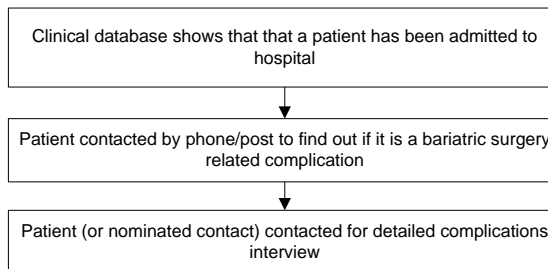 Clinical database shows that that a patient has been admitted to
hospital
Patient contacted by phone/post to find out if it is a bariatric surgery
related complication
Patient (or nominated contact) contacted for detailed complications
interview